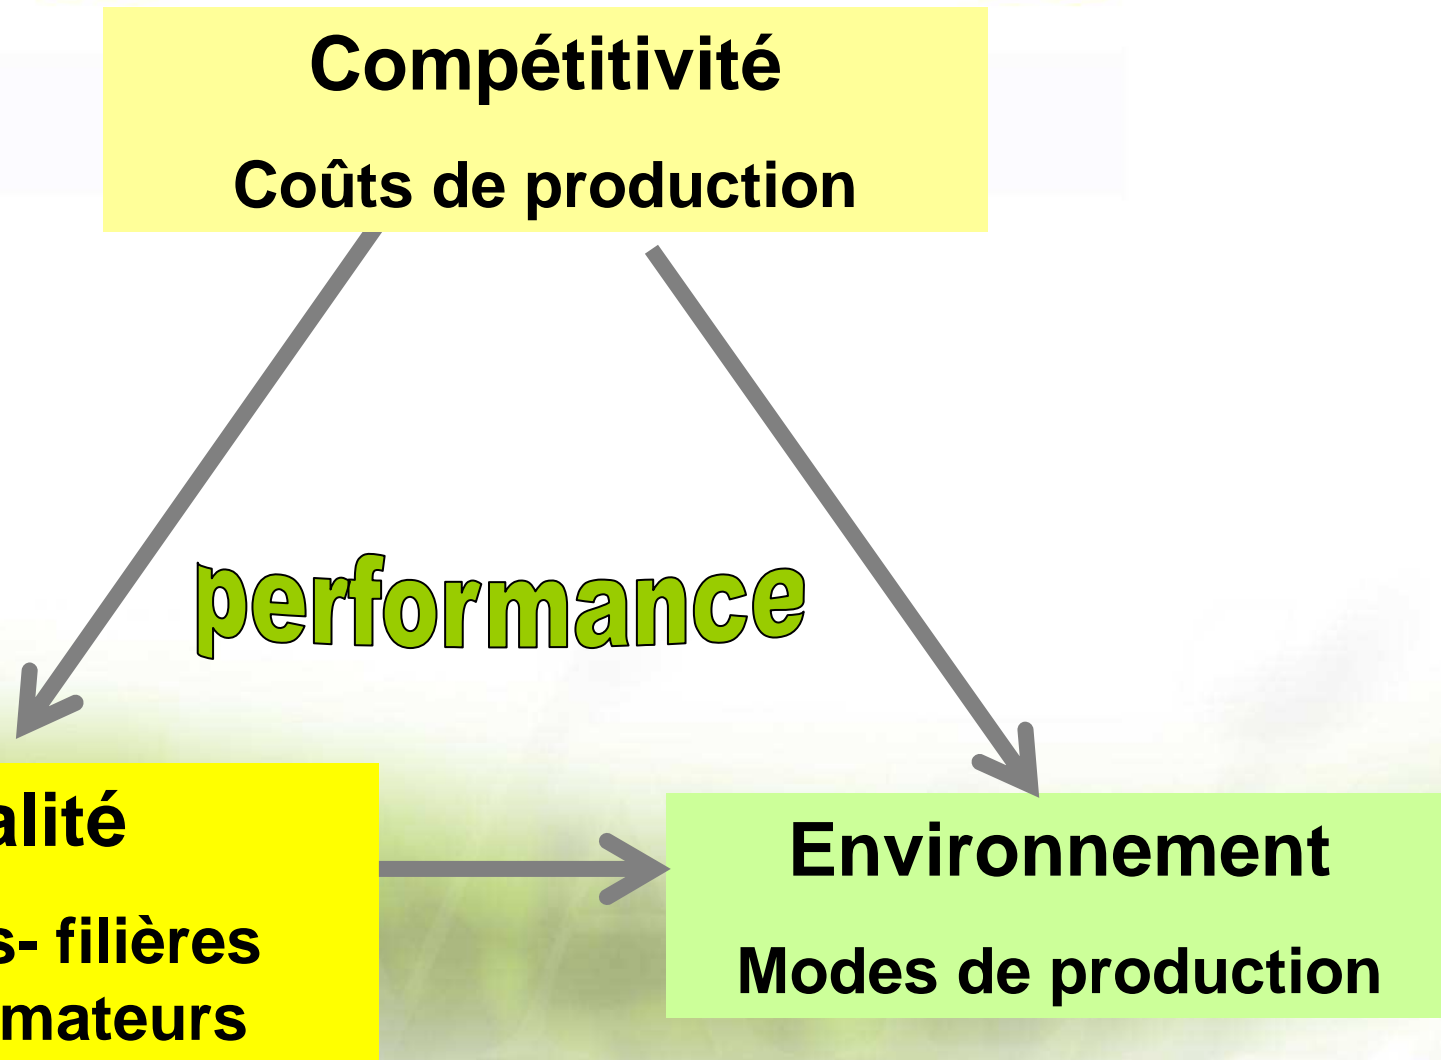 Compétitivité
Coûts de production
performance
alité
s- filières
mateurs
Environnement
Modes de production